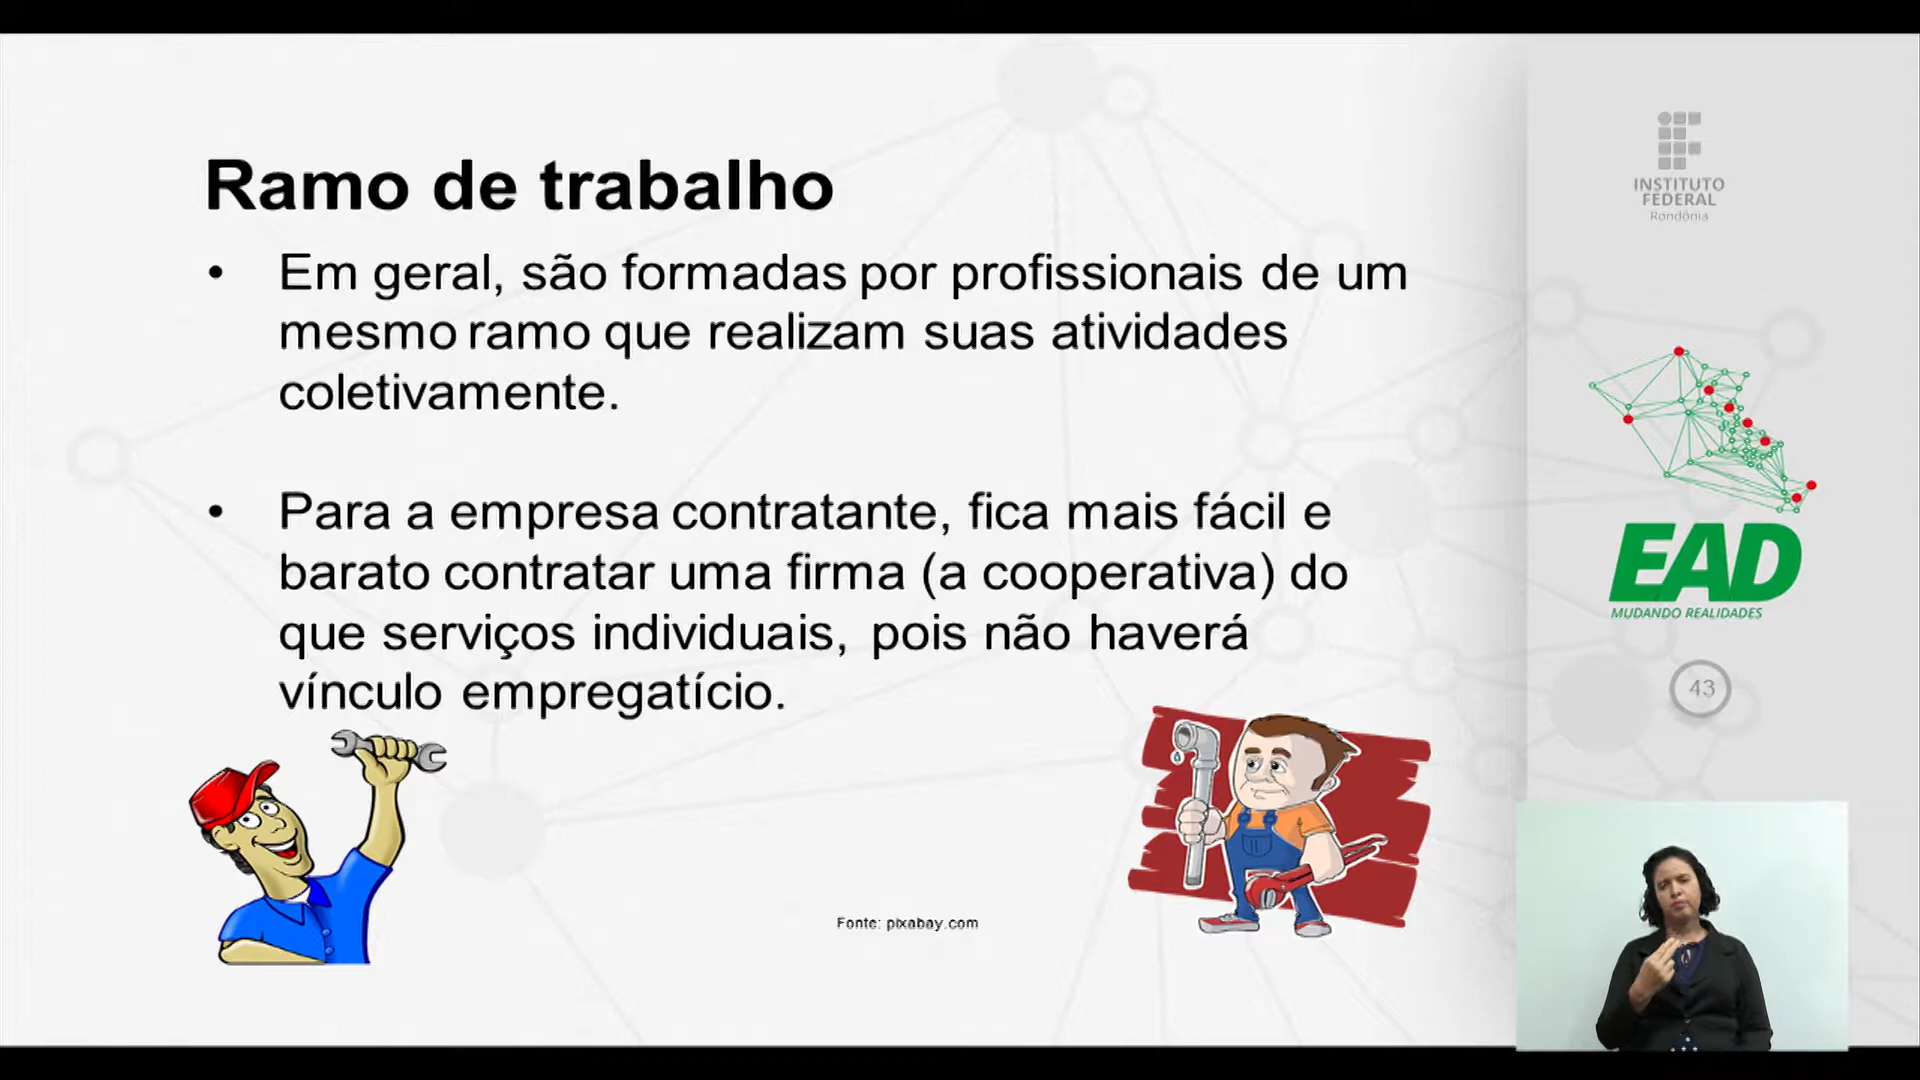 Ramo de trabalho
• Em geral, são formadas por profissionais de um
mesmo ramo que realizam suas atividades
coletivamente.
• Para a empresa contratante, fica mais fácil e
barato contratar uma firma (a cooperativa) do
que serviços individuais, pois não haverá
vínculo empregatício.
Fonte: pixabay.com
INSTITUTO
FEDERAL
Rondônia
EAD
MUDANDO REALIDADES
43